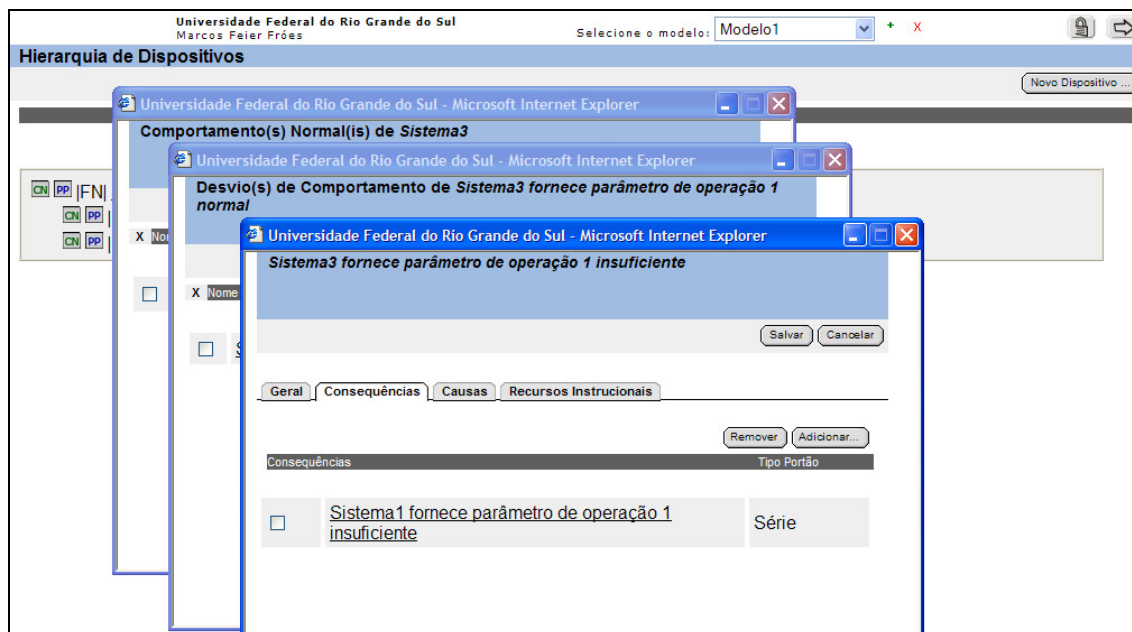 Universidade Federal do Rio Grande do Sul
Marcos Feier Fróes
Selecione o modelo: Modelo1 + X
Hierarquia de Dispositivos
Novo Dispositivo ...
Universidade Federal do Rio Grande do Sul - Microsoft Internet Explorer
Comportamento(s) Normal(is) de Sistema3
Universidade Federal do Rio Grande do Sul - Microsoft Internet Explorer
Desvio(s) de Comportamento de Sistema3 fornece parâmetro de operação 1
normal
CN PP |FN|
CN PP |
CN PP |
X
X Nome
Universidade Federal do Rio Grande do Sul - Microsoft Internet Explorer
Sistema3 fornece parâmetro de operação 1 insuficiente
Salvar Cancelar
Geral Consequências Causas Recursos Instrucionais
Remover Adicionar...
Consequências Tipo Portão
Sistema1 fornece parâmetro de operação 1
insuficiente
Série